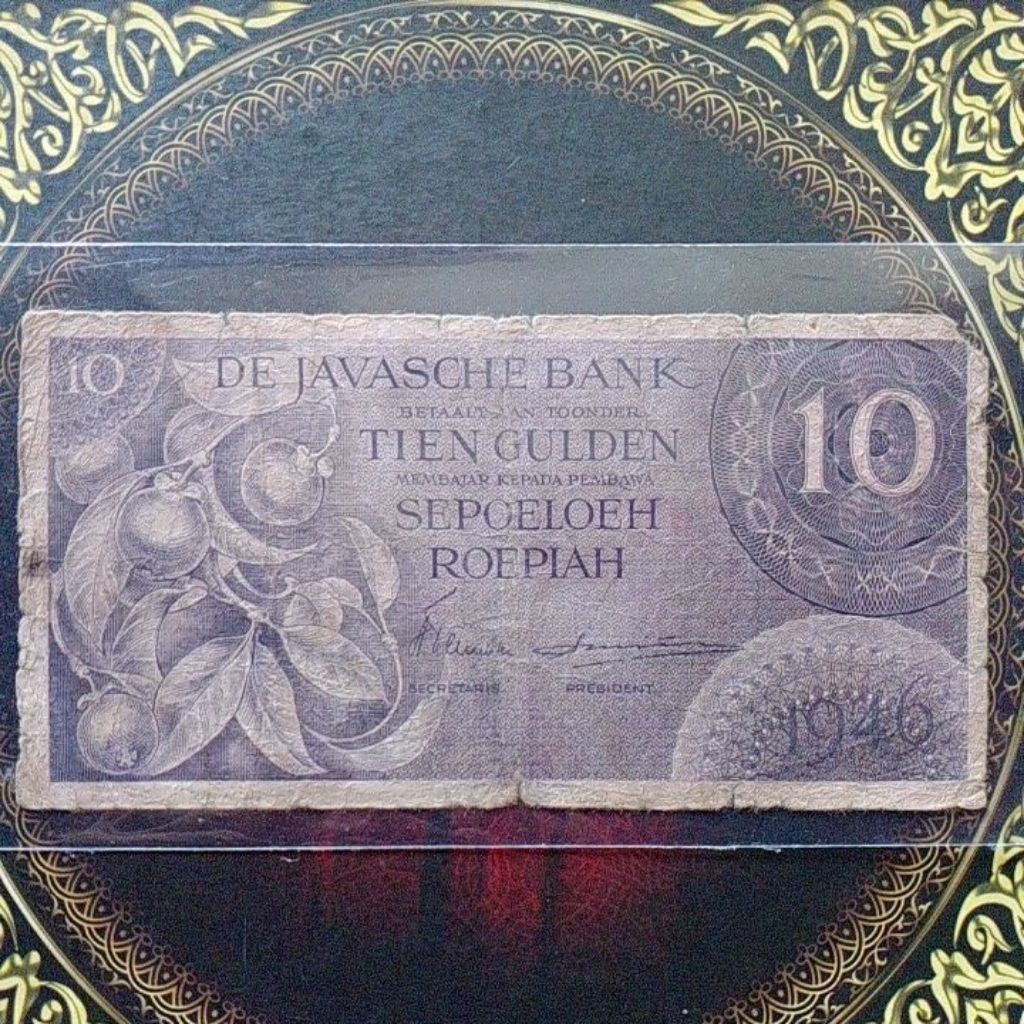 10
DE JAVASCHE BANK
BETAALT AAN TOONDER
TIEN GULDEN
MEMBAJAR KEPADA PEMBAWA
SEPOELOEH
ROEPIAH
10
SECRETARIS PRESIDENT
1946